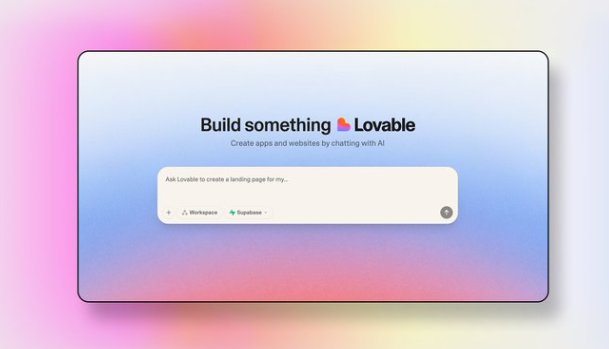 Build something Lovable
Create apps and websites by chatting with AI
Ask Lovable to create a landing page for my...
Workspace Supabase